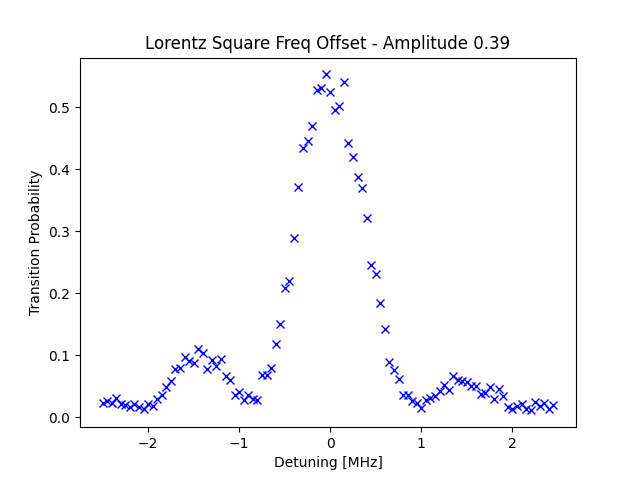 Lorentz Square Freq Offset - Amplitude 0.39
Transition Probability
0.5
0.4
0.3
0.2
0.1
0.0
−2 −1 0 1 2
Detuning [MHz]